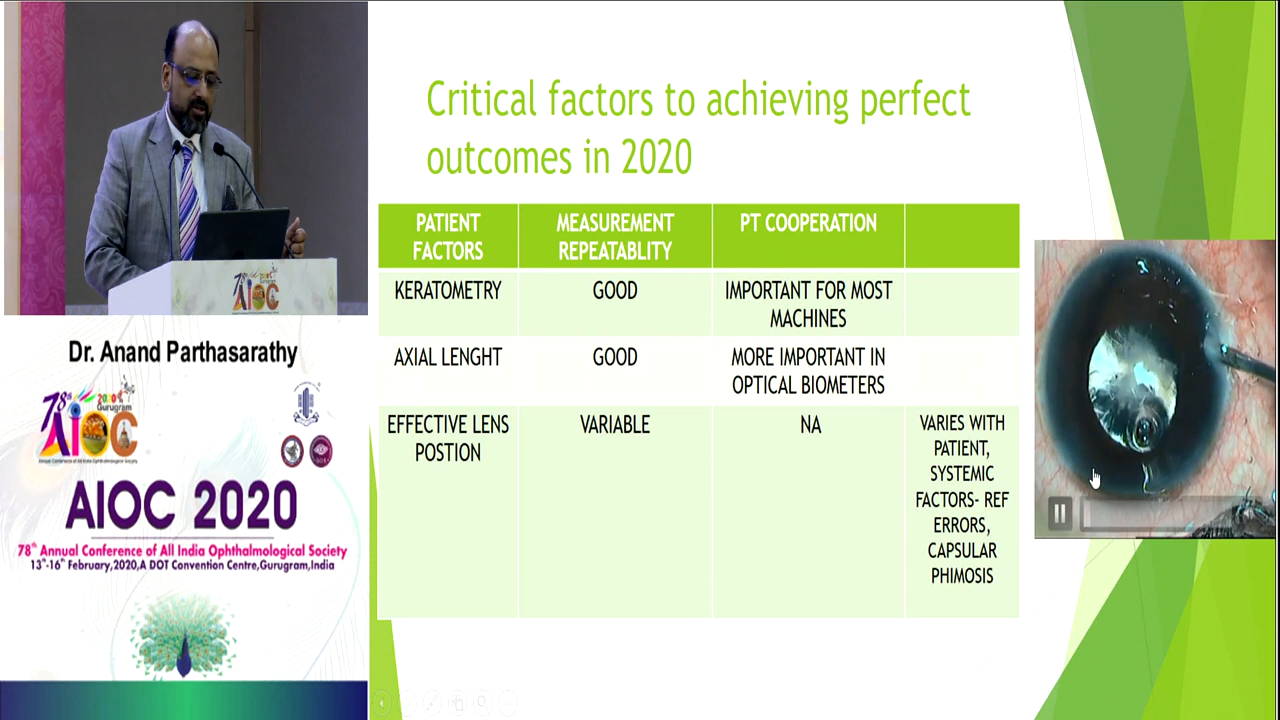 Critical factors to achieving perfect
outcomes in 2020
PATIENT
FACTORS
MEASUREMENT
REPEATABLITY
PT COOPERATION
KERATOMETRY
GOOD
IMPORTANT FOR MOST
MACHINES
AXIAL LENGHT
GOOD
MORE IMPORTANT IN
OPTICAL BIOMETERS
EFFECTIVE LENS
POSTION
VARIABLE
NA
VARIES WITH
PATIENT,
SYSTEMIC
FACTORS- REF
ERRORS,
CAPSULAR
PHIMOSIS
AIOC
Dr. Anand Parthasarathy
78th
2020
Gurugram
AIOC
AIOC 2020
78th Annual Conference of All India Ophthalmological Society
13th-16th February,2020,A DOT Convention Centre,Gurugram,India